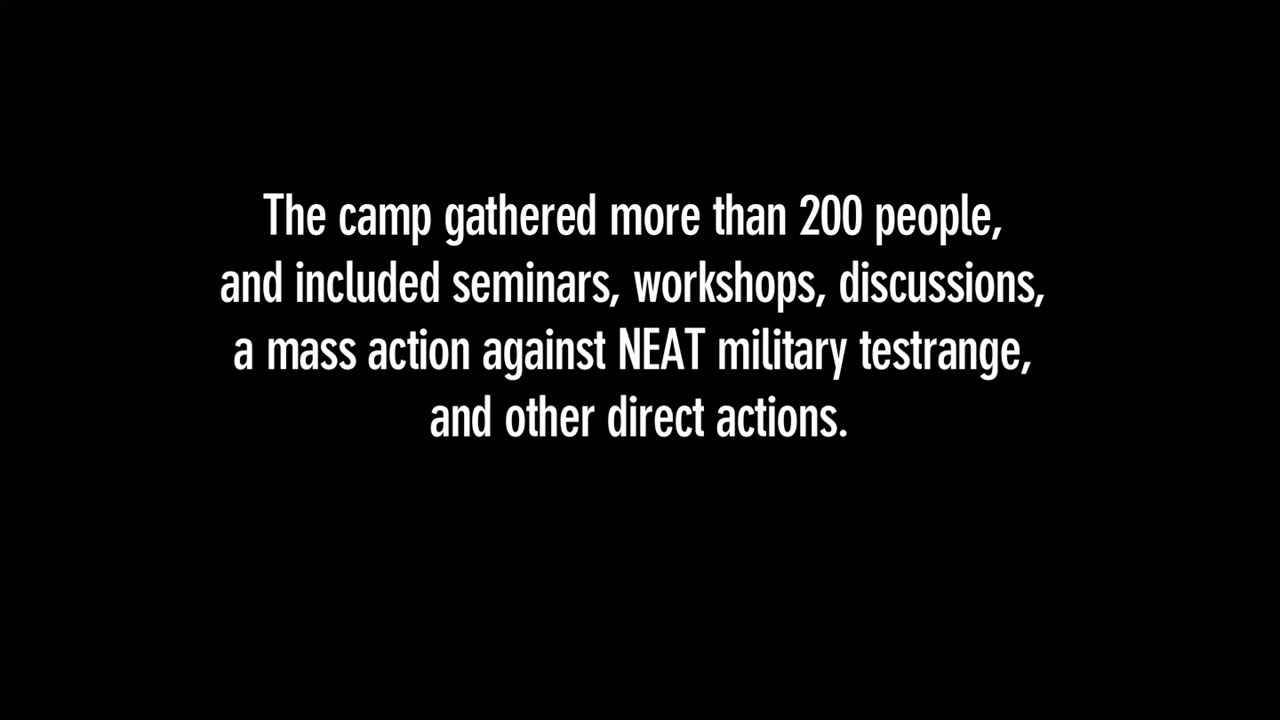 The camp gathered more than 200 people,
and included seminars, workshops, discussions,
a mass action against NEAT military testrange,
and other direct actions.